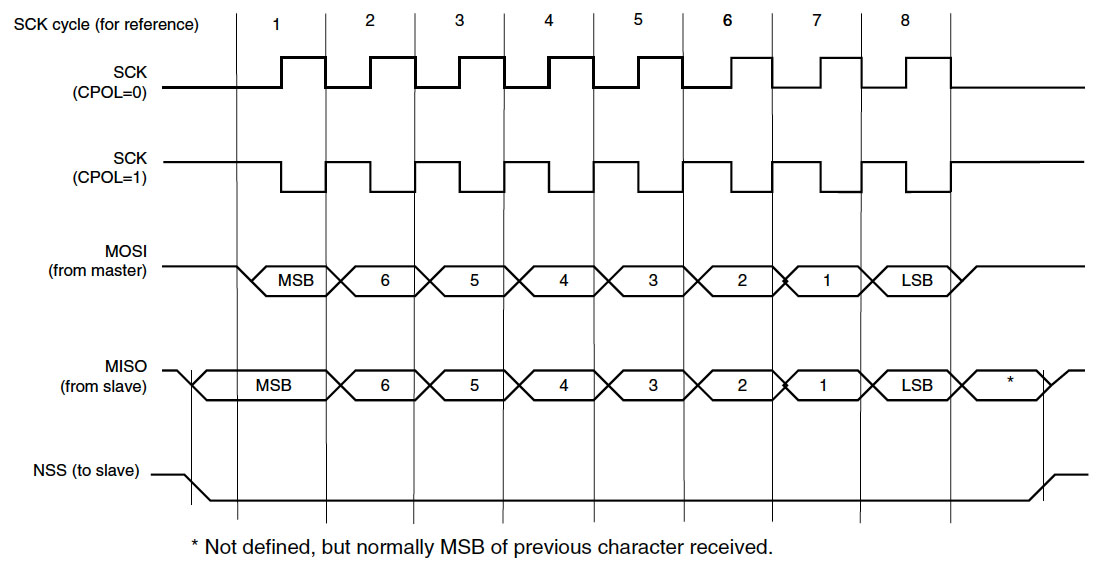 SCK cycle (for reference) 1 2 3 4 5 6 7 8
SCK
(CPOL=0)
SCK
(CPOL=1)
MOSI
(from master)
MSB 6 5 4 3 2 1 LSB
MISO
(from slave)
MSB 6 5 4 3 2 1 LSB *
NSS (to slave)
* Not defined, but normally MSB of previous character received.